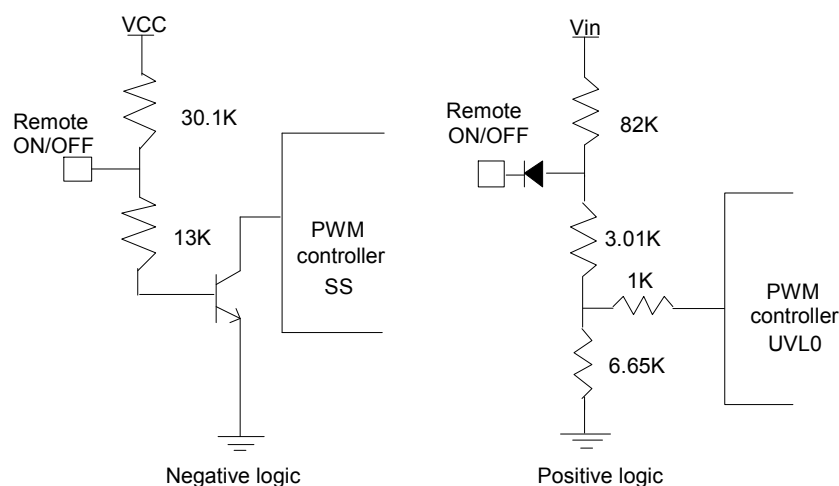 VCC
Remote
ON/OFF
30.1K
13K
PWM
controller
SS
Negative logic
Vin
Remote
ON/OFF
82K
3.01K
1K
PWM
controller
UVL0
6.65K
Positive logic